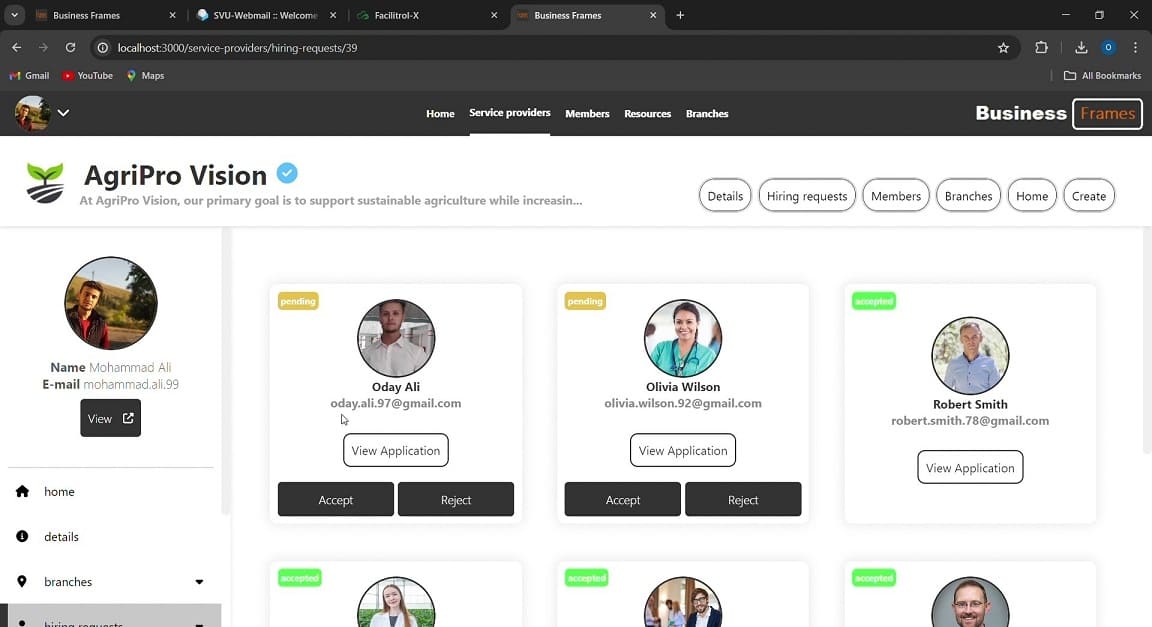 Business Frames
SVU-Webmail :: Welcome
Facilitrol-X
Business Frames
localhost:3000/service-providers/hiring-requests/39
O
Gmail
YouTube
Maps
All Bookmarks
Home
Service providers
Members
Resources
Branches
Business Frames
AgriPro Vision
At AgriPro Vision, our primary goal is to support sustainable agriculture while increasin...
Details
Hiring requests
Members
Branches
Home
Create
Name Mohammad Ali
E-mail mohammad.ali.99
View
home
details
branches
hiring requests
pending
Oday Ali
oday.ali.97@gmail.com
View Application
Accept
Reject
pending
Olivia Wilson
olivia.wilson.92@gmail.com
View Application
Accept
Reject
accepted
Robert Smith
robert.smith.78@gmail.com
View Application
accepted
accepted
accepted